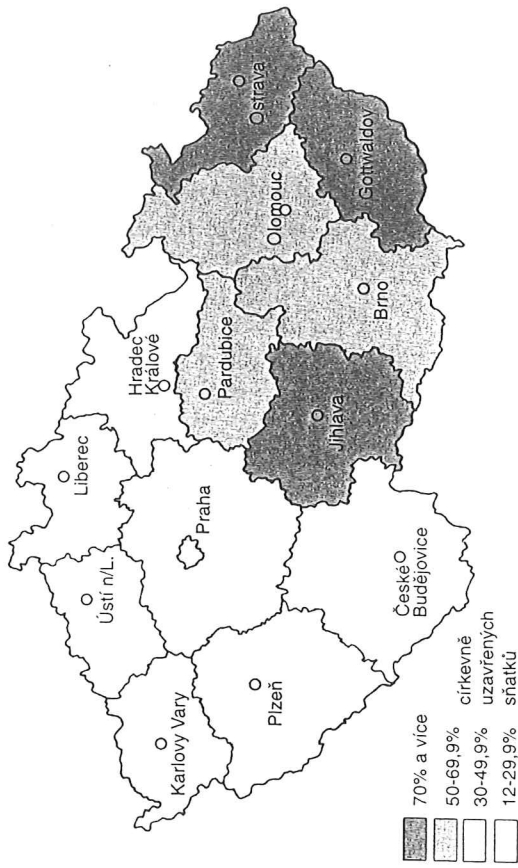 Karlovy Vary
Ústí n/L.
Liberec
Hradec
Králové
Praha
Pardubice
Plzeň
České
Budějovice
Jihlava
Brno
Olomouc
Ostrava
Gottwaldov
70% a více
50-69,9%
30-49,9%
12-29,9%
církevně
uzavřených
sňatků